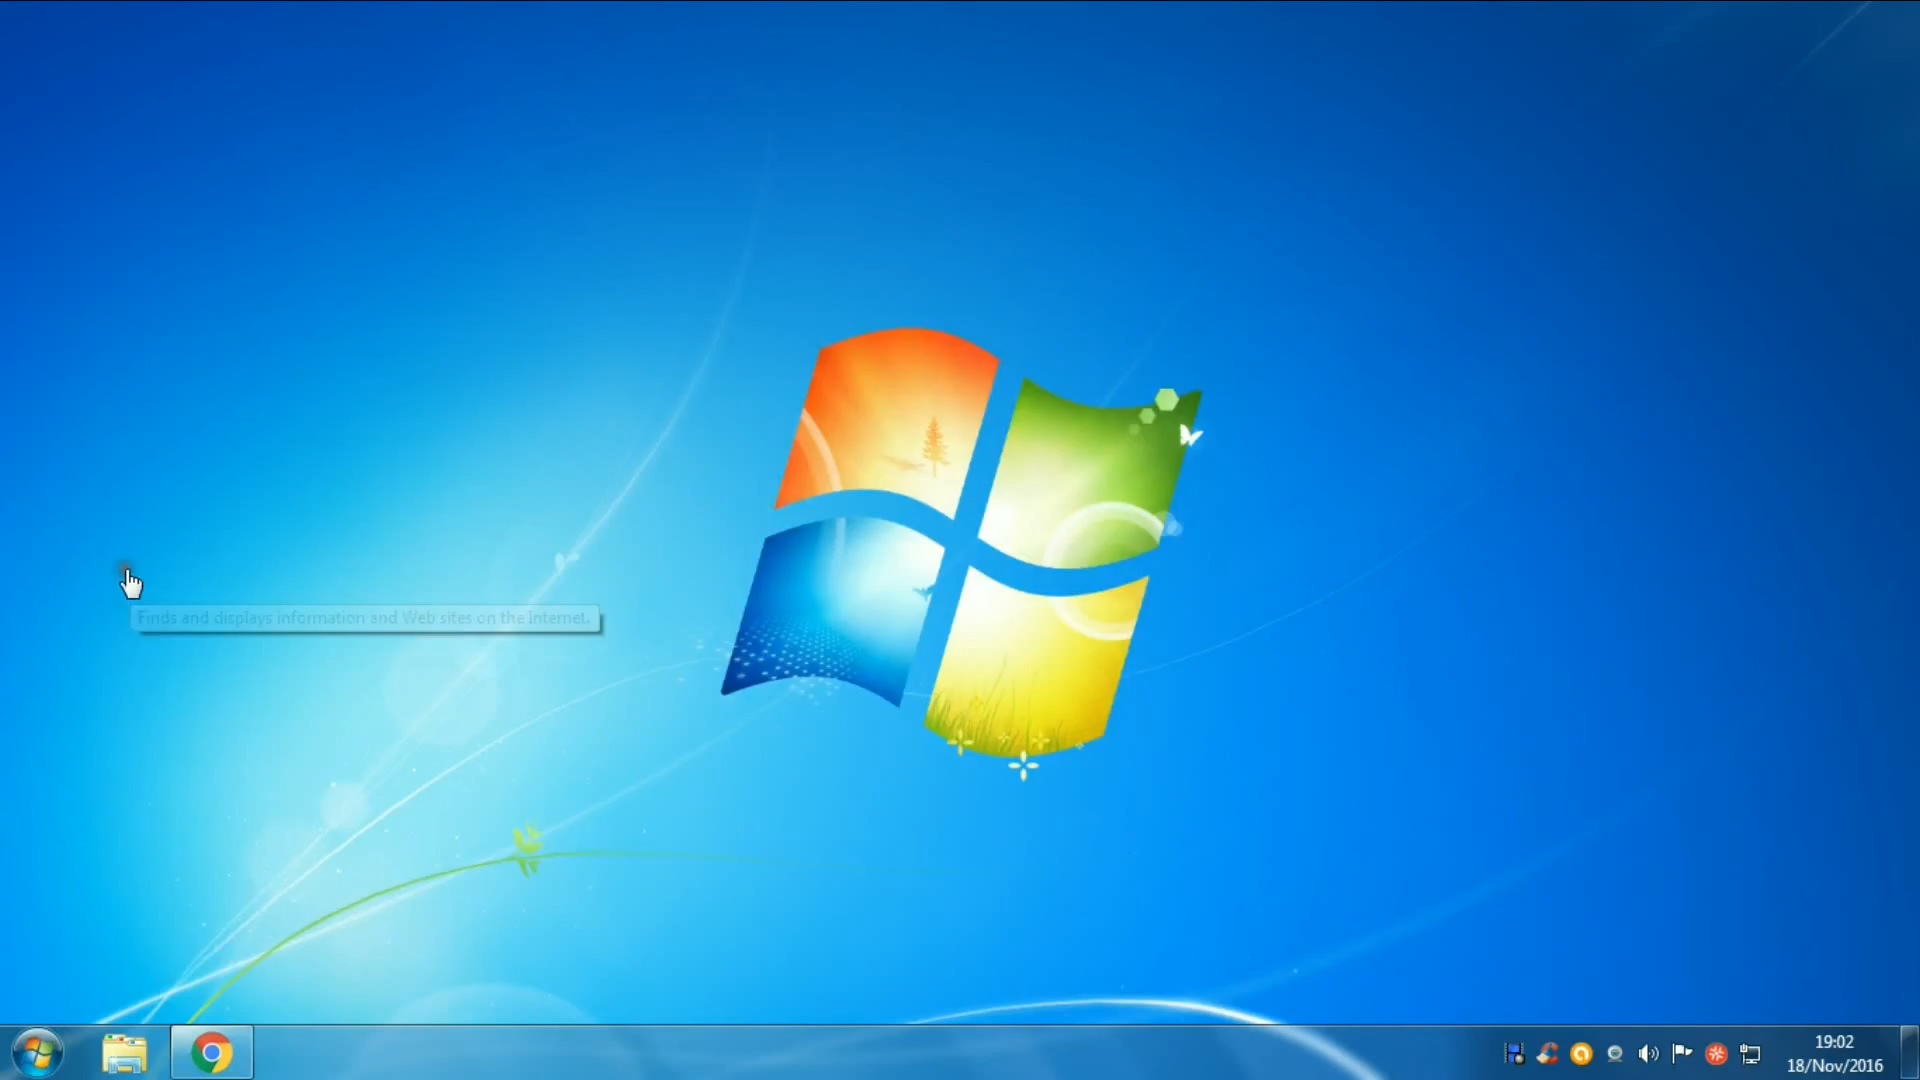 Finds and displays information and Web sites on the Internet.
19:02
18/Nov/2016